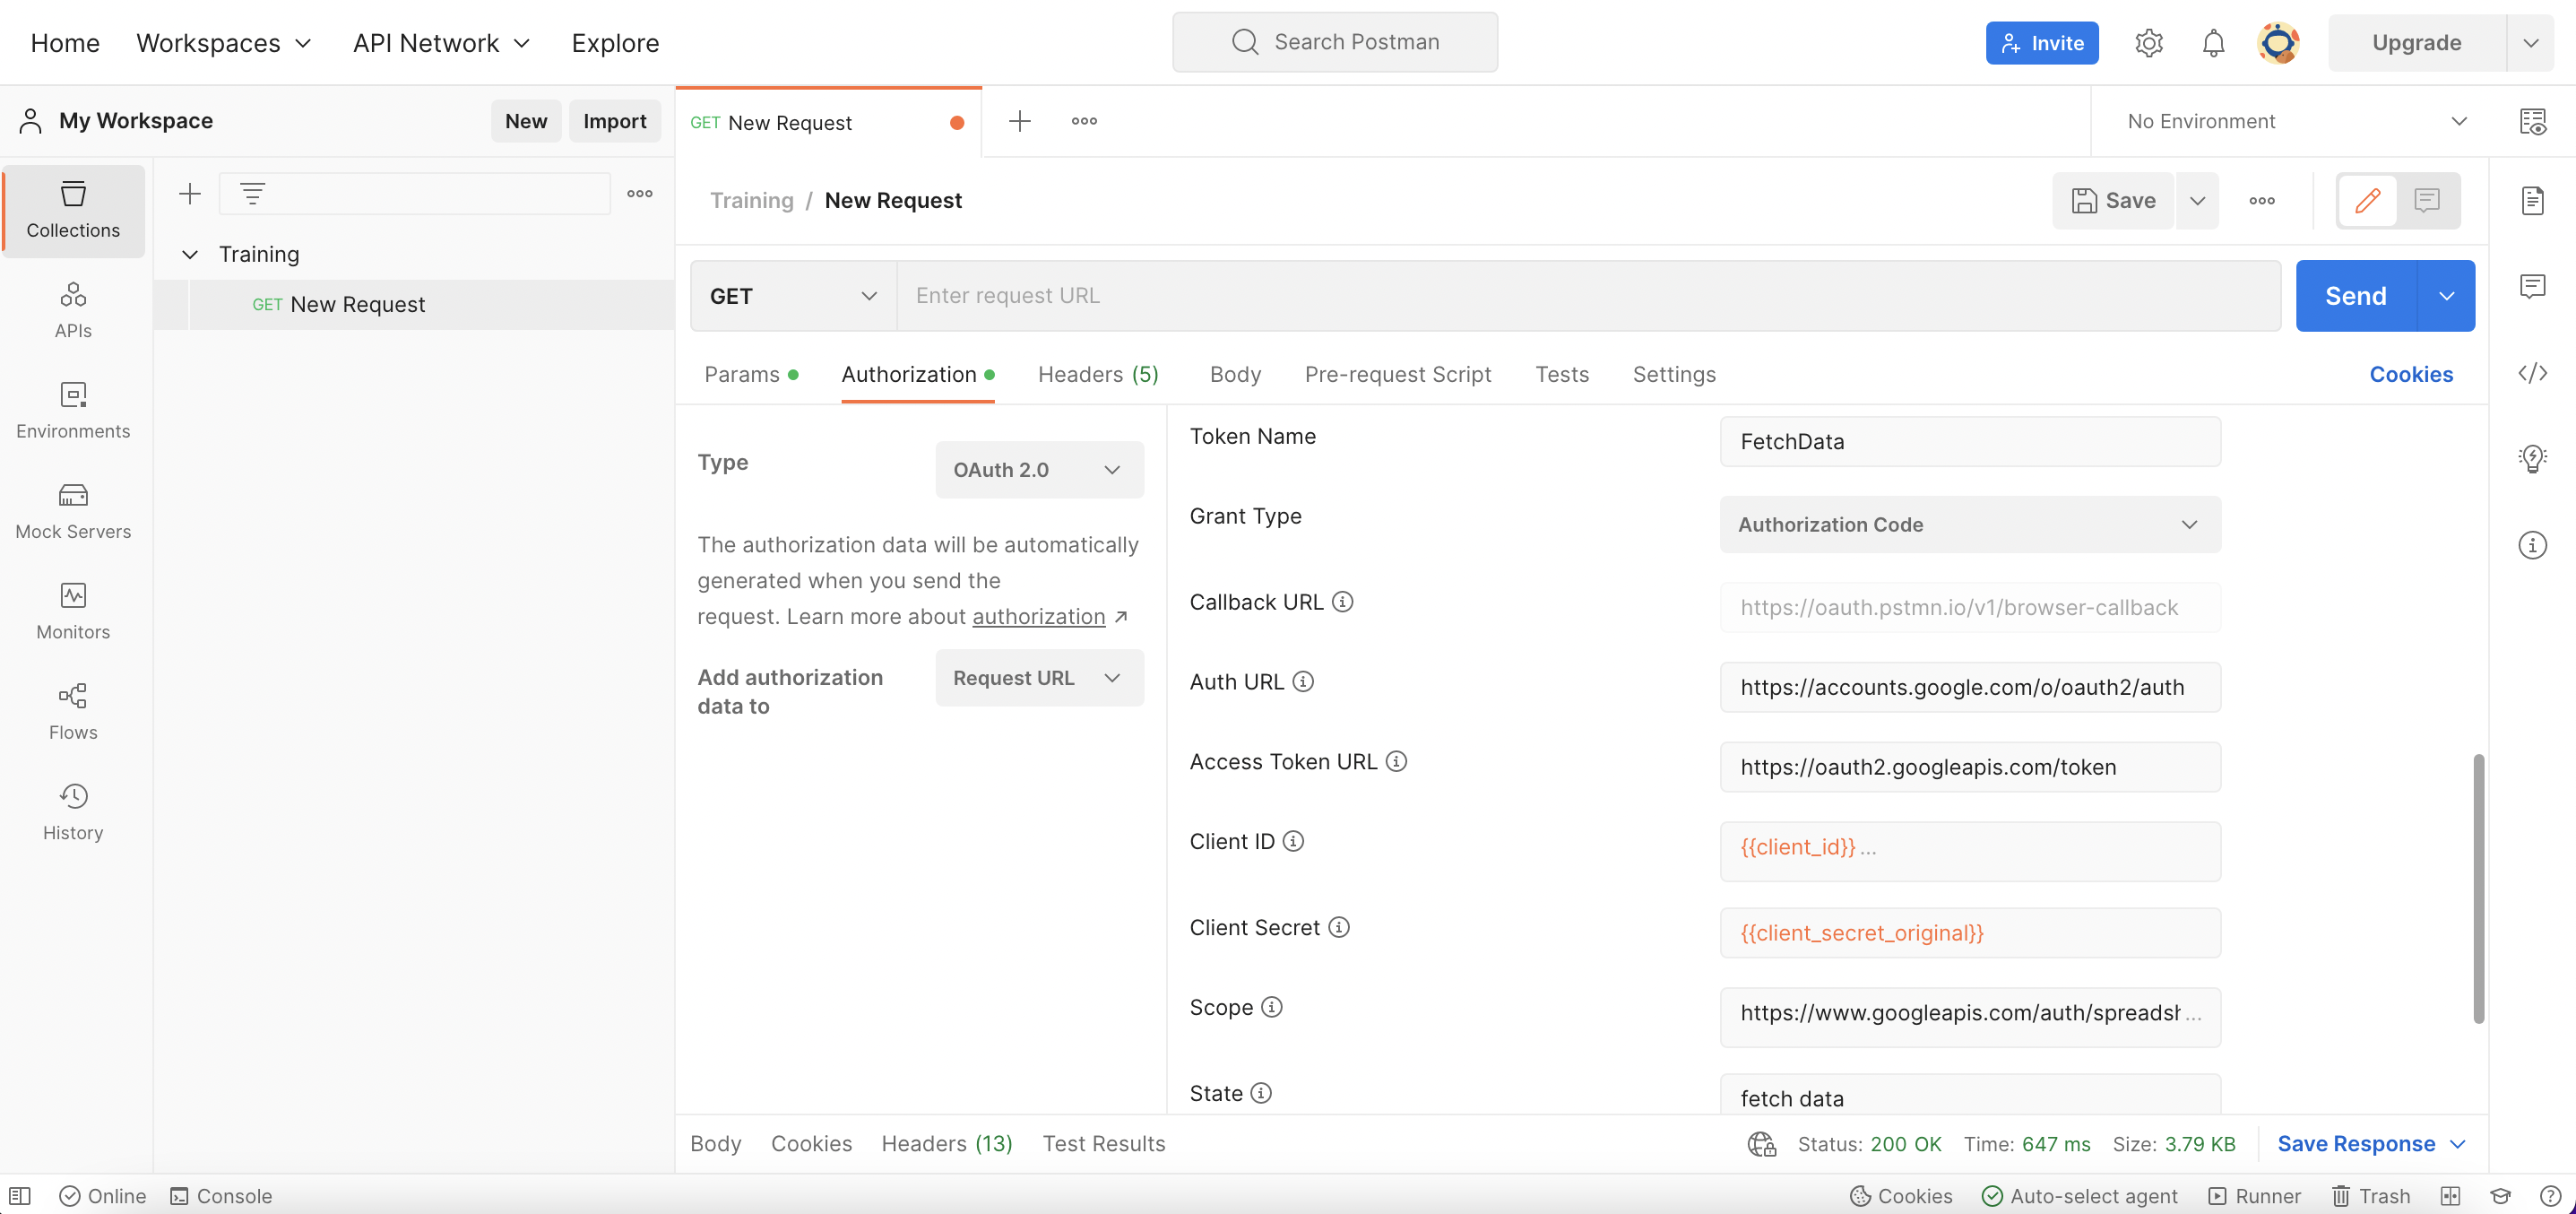 Home Workspaces API Network Explore Search Postman Invite Upgrade
My Workspace New Import GET New Request No Environment
Collections
APIs
Environments
Mock Servers
Monitors
Flows
History
Training
GET New Request
Training / New Request Save
GET Enter request URL Send
Params Authorization Headers (5) Body Pre-request Script Tests Settings Cookies
Type OAuth 2.0
The authorization data will be automatically
generated when you send the
request. Learn more about authorization ↗
Add authorization
data to
Request URL
Token Name FetchData
Grant Type Authorization Code
Callback URL https://oauth.pstmn.io/v1/browser-callback
Auth URL https://accounts.google.com/o/oauth2/auth
Access Token URL https://oauth2.googleapis.com/token
Client ID {{client_id}} ...
Client Secret {{client_secret_original}}
Scope https://www.googleapis.com/auth/spreadsh...
State fetch data
Body Cookies Headers (13) Test Results Status: 200 OK Time: 647 ms Size: 3.79 KB Save Response
Online Console Cookies Auto-select agent Runner Trash